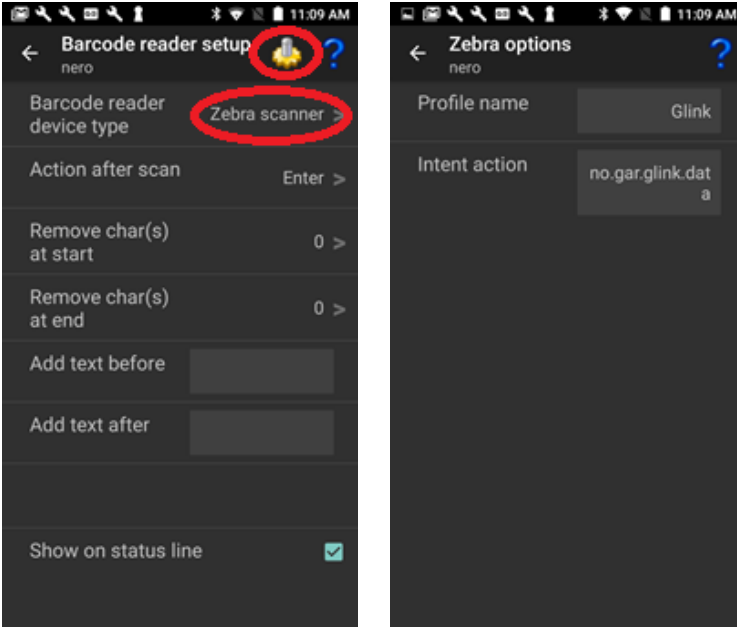 11:09 AM
Barcode reader setup
nero
?
Barcode reader
device type
Zebra scanner >
Action after scan
Enter >
Remove char(s)
at start
0 >
Remove char(s)
at end
0 >
Add text before
Add text after
Show on status line
11:09 AM
Zebra options
nero
?
Profile name
Glink
Intent action
no.gar.glink.dat
a